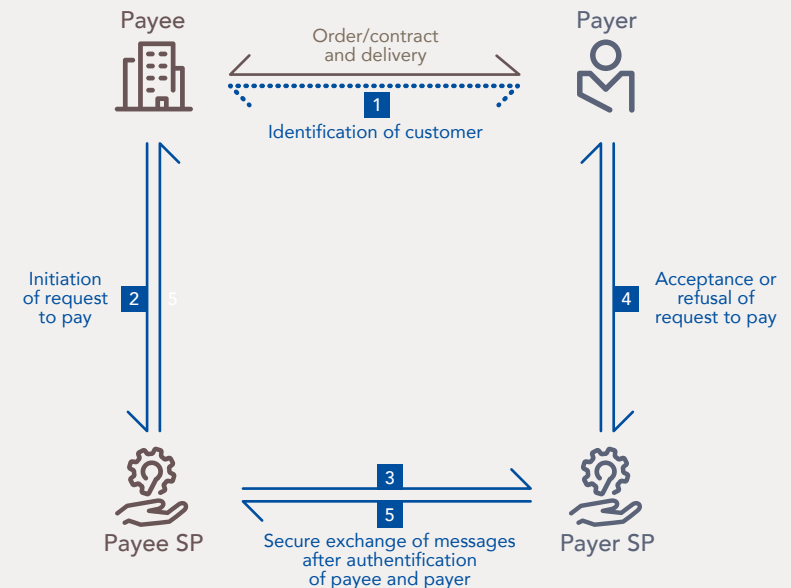 Payee
Payer
Order/contract
and delivery
1
Identification of customer
Initiation
of request
to pay
2
5
4
Acceptance or
refusal of
request to pay
3
5
Payee SP
Secure exchange of messages
after authentification
of payee and payer
Payer SP